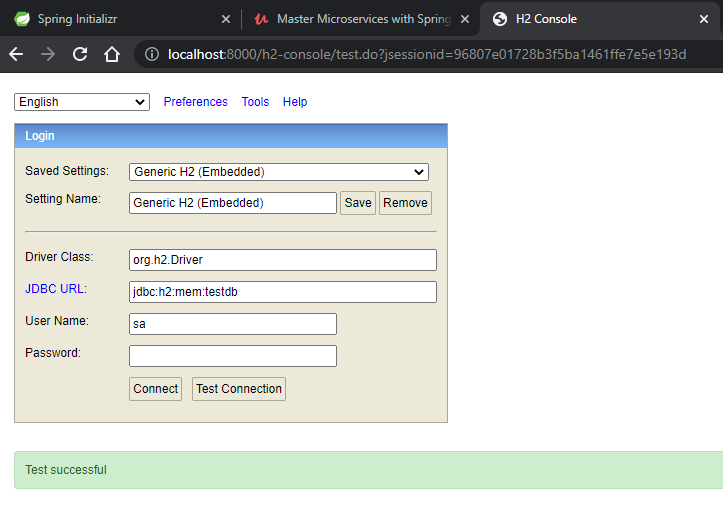 Spring Initializr
Master Microservices with Spring
H2 Console
localhost:8000/h2-console/test.do?jsessionid=96807e01728b3f5ba1461ffe7e5e193d
English Preferences Tools Help
Login
Saved Settings: Generic H2 (Embedded)
Setting Name: Generic H2 (Embedded) Save Remove
Driver Class: org.h2.Driver
JDBC URL: jdbc:h2:mem:testdb
User Name: sa
Password:
Connect Test Connection
Test successful